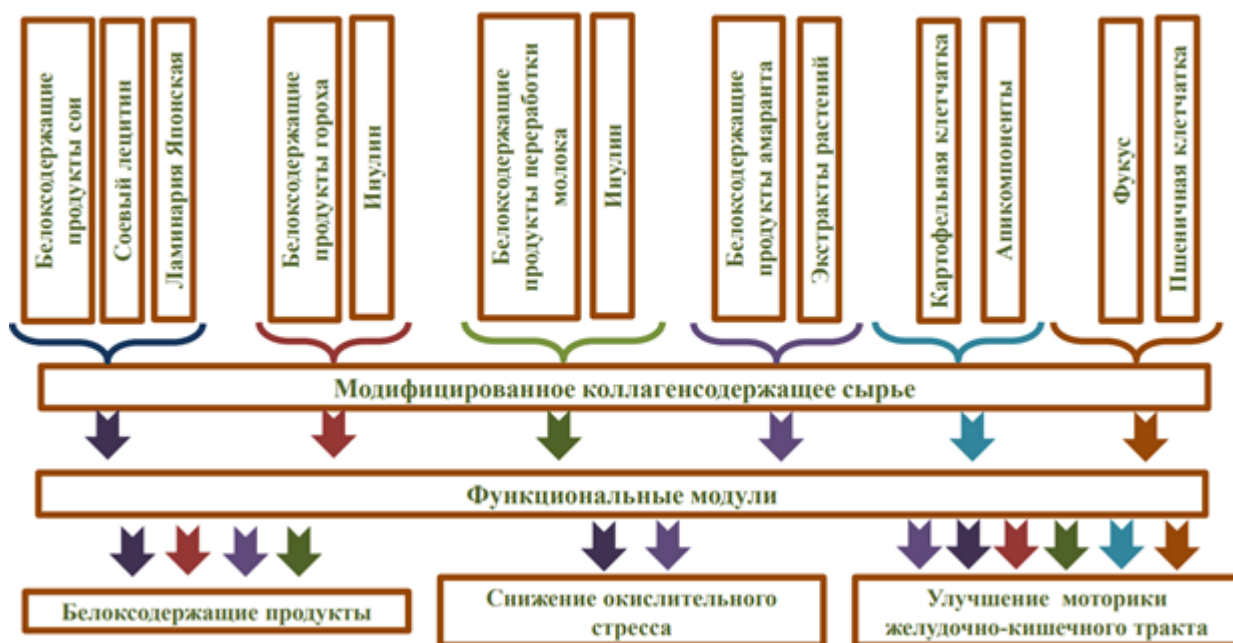 Белоксодержащие
продукты сои
Соевый лецитин
Ламинария Японская
Белоксодержащие
продукты гороха
Инулин
Белоксодержащие
продукты переработки
молока
Инулин
Белоксодержащие
продукты амаранта
Экстракты растений
Картофельная клетчатка
Апикомпоненты
Фукус
Пшеничная клетчатка
Модифицированное коллагенсодержащее сырье
Функциональные модули
Белоксодержащие продукты
Снижение окислительного
стресса
Улучшение моторики
желудочно-кишечного тракта